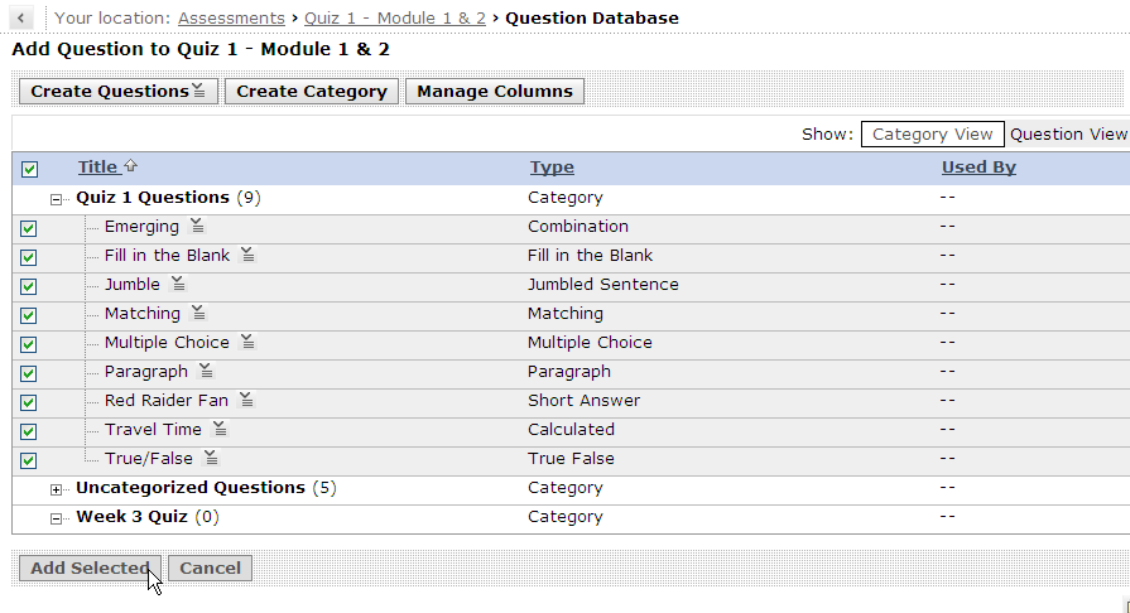 Your location: Assessments › Quiz 1 - Module 1 & 2 › Question Database
Add Question to Quiz 1 - Module 1 & 2
Create Questions Create Category Manage Columns
Show: Category View Question View
Title Type Used By
Quiz 1 Questions (9) Category --
Emerging Combination --
Fill in the Blank Fill in the Blank --
Jumble Jumbled Sentence --
Matching Matching --
Multiple Choice Multiple Choice --
Paragraph Paragraph --
Red Raider Fan Short Answer --
Travel Time Calculated --
True/False True False --
Uncategorized Questions (5) Category --
Week 3 Quiz (0) Category --
Add Selected Cancel